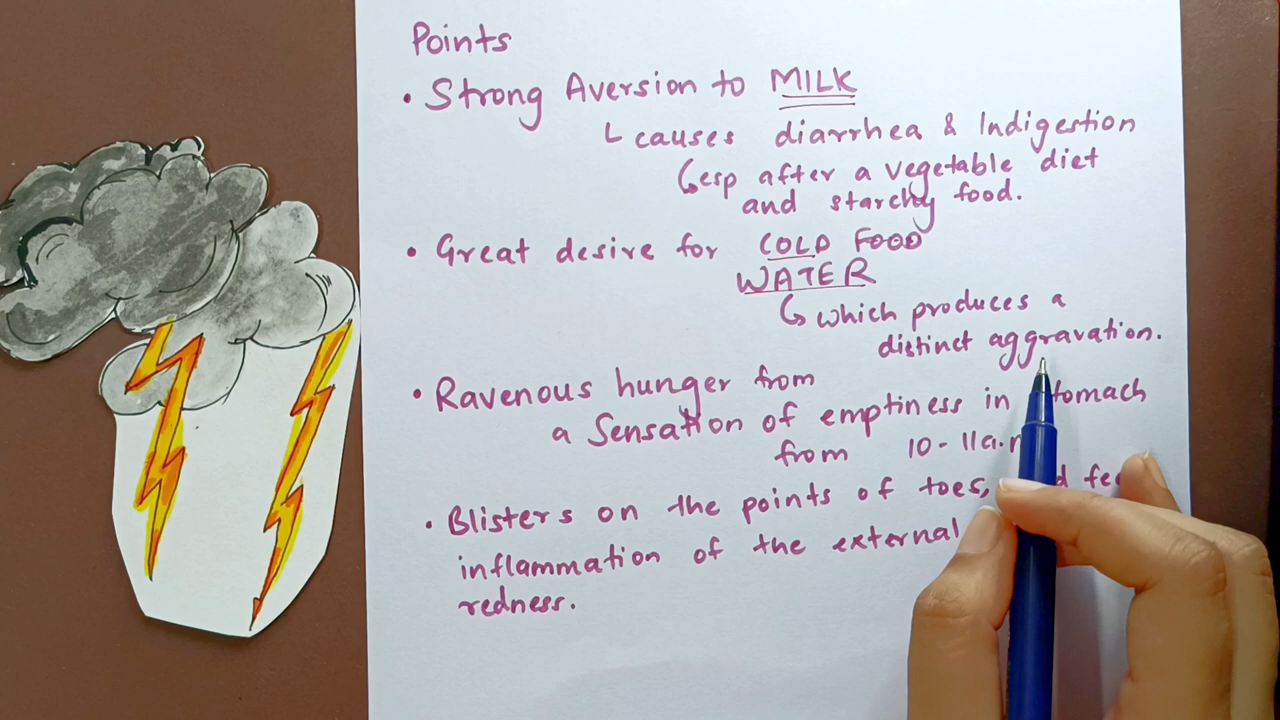 Points
• Strong Aversion to MILK
causes diarrhea & Indigestion
esp after a vegetable diet
and starchy food.
• Great desire for COLD FOOD
WATER
which produces a
distinct aggravation.
• Ravenous hunger from
a Sensation of emptiness in stomach
from 10-11a.m
• Blisters on the points of toes,
inflammation of the external
redness.